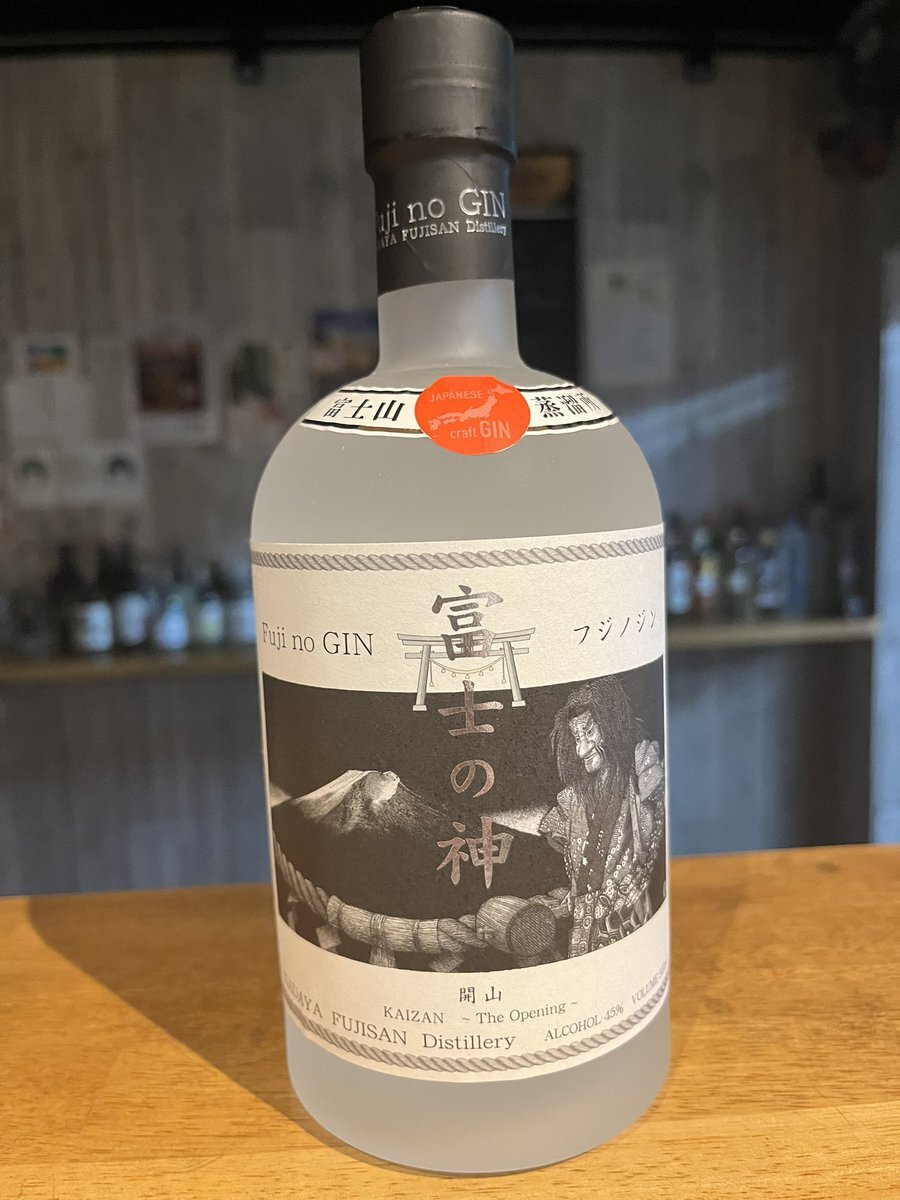 Fuji no GIN
FUJISAN Distillery
富士山
蒸溜所
JAPANESE
craft GIN
Fuji no GIN
フジノジン
富士の神
開山
KAIZAN ~ The Opening ~
FUJISAN Distillery
ALCOHOL 45%
VOLUME